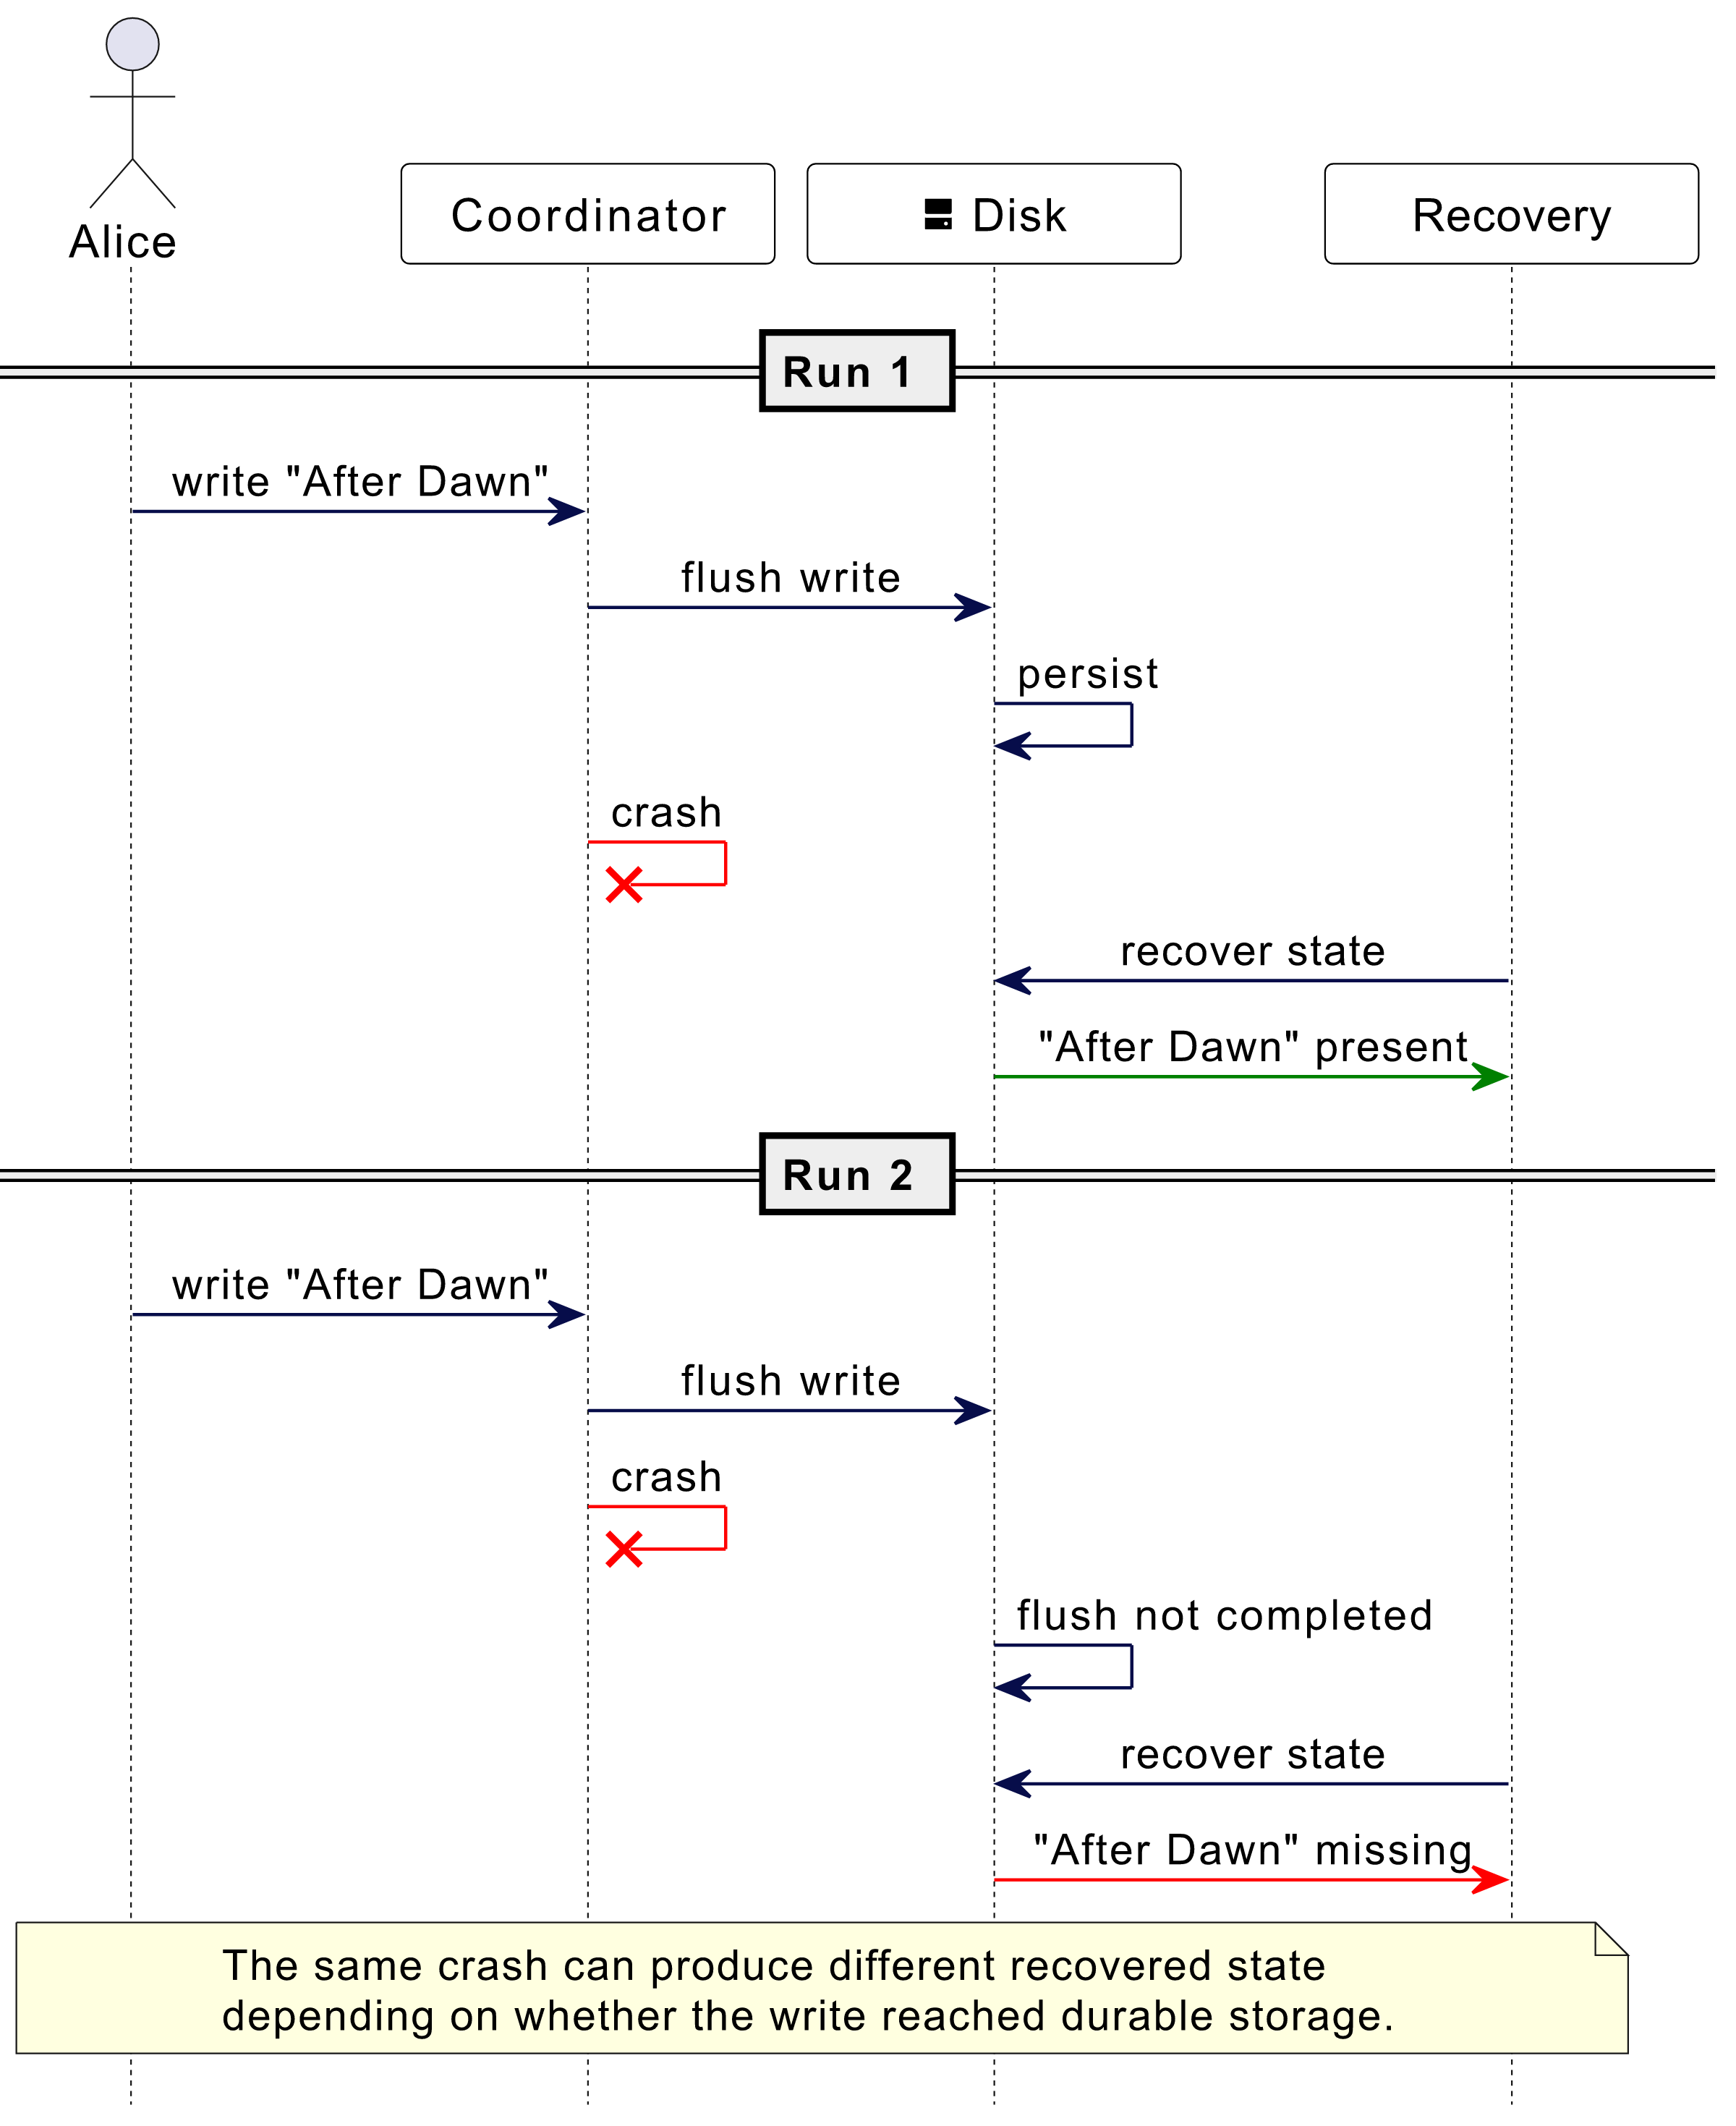 Alice
Coordinator
Disk
Recovery
Run 1
write "After Dawn"
flush write
persist
crash
recover state
"After Dawn" present
Run 2
write "After Dawn"
flush write
crash
flush not completed
recover state
"After Dawn" missing
The same crash can produce different recovered state
depending on whether the write reached durable storage.